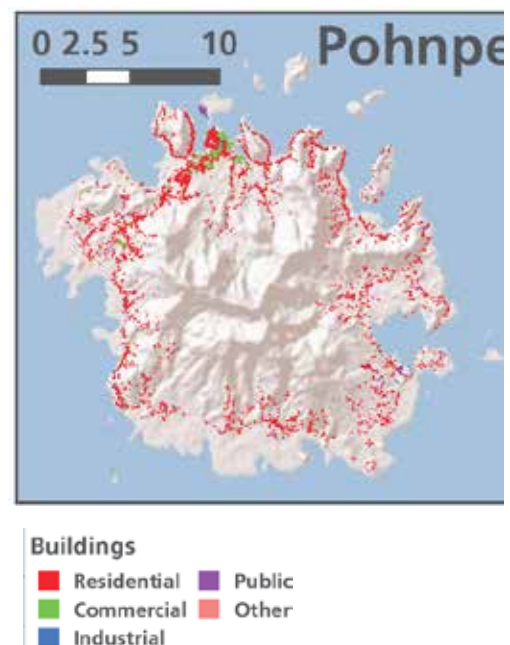 0 2.5 5 10 Pohnpe
Buildings
Residential Public
Commercial Other
Industrial